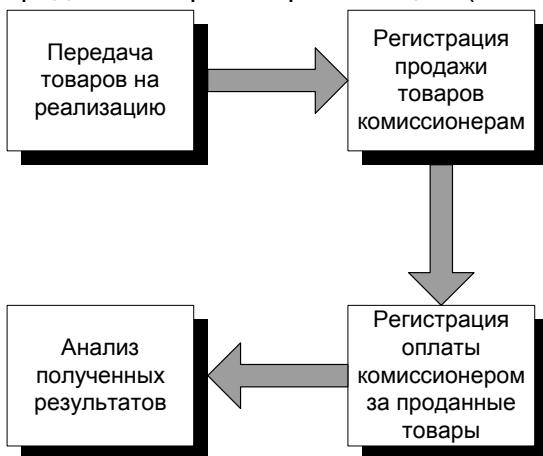 Передача
товаров на
реализацию
Регистрация
продажи
товаров
комиссионерам
Регистрация
оплаты
комиссионером
за проданные
товары
Анализ
полученных
результатов